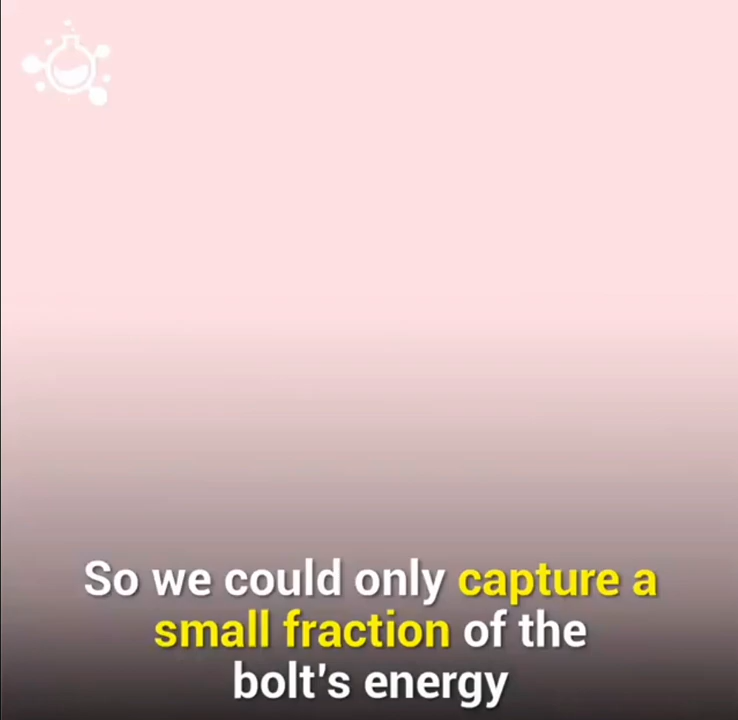 So we could only capture a
small fraction of the
bolt's energy